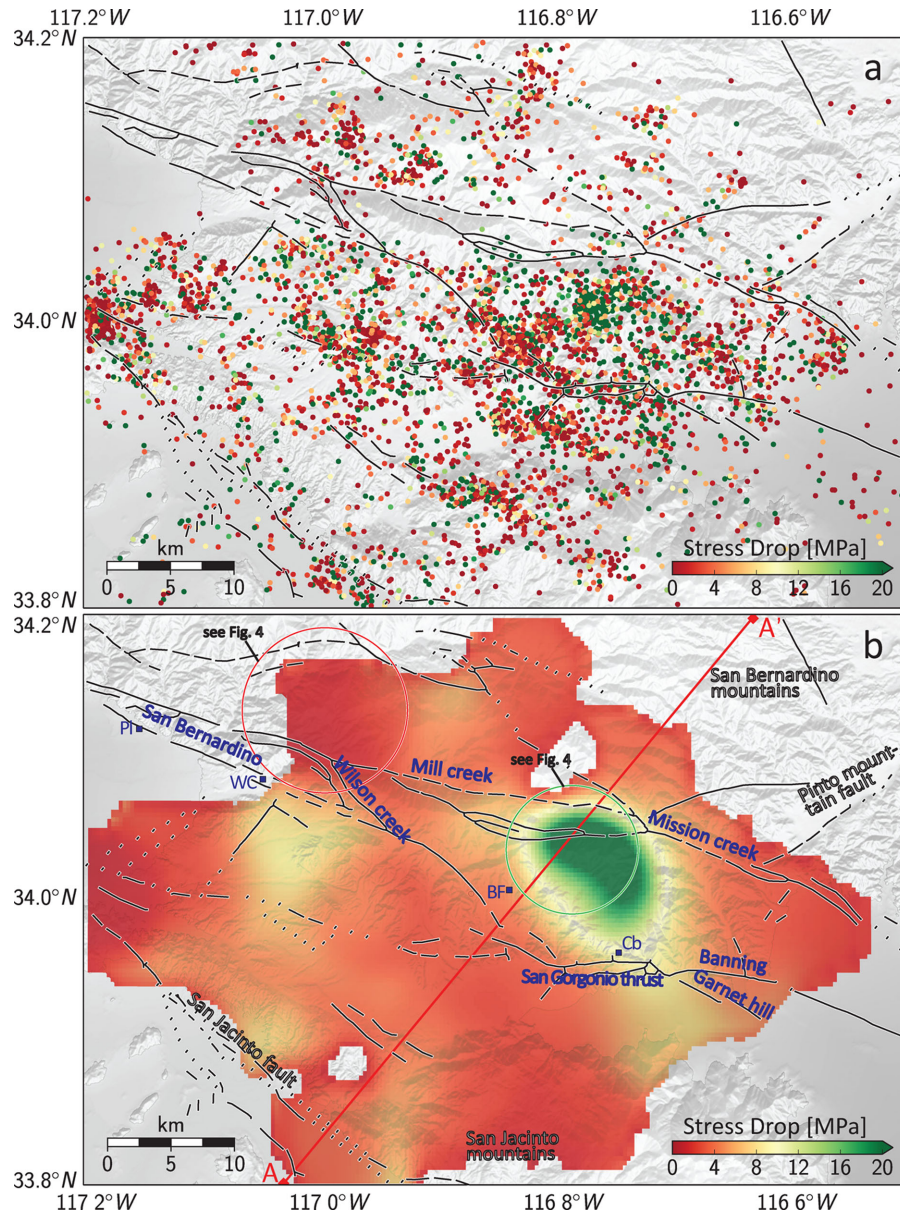 117.2°W 117.0°W 116.8°W 116.6°W
34.2°N
a
34.0°N
km
0 5 10
Stress Drop [MPa]
0 4 8 12 16 20
33.8°N
34.2°N
see Fig. 4
A'
b
San Bernardino
mountains
PI
San Bernardino
WC
Wilson creek
Mill creek
see Fig. 4
Pinto mount-
tain fault
Mission creek
34.0°N
BF
Cb
Banning
San Gorgonio thrust
Garnet hill
San Jacinto fault
km
0 5 10
San Jacinto
mountains
Stress Drop [MPa]
0 4 8 12 16 20
A
33.8°N
117 2°W 117 0°W 116 8°W 116 6°W